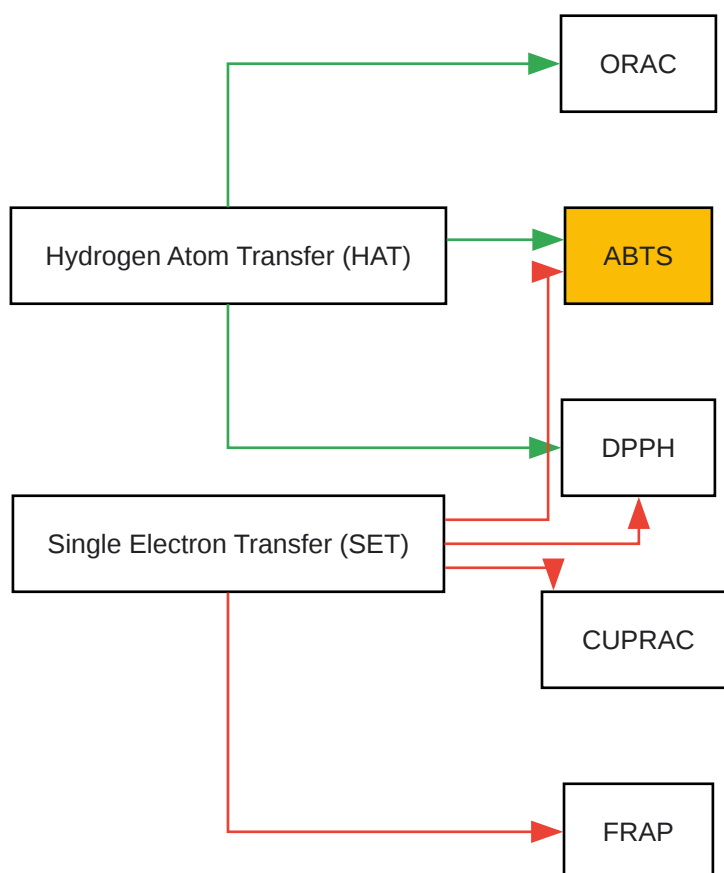 ORAC
Hydrogen Atom Transfer (HAT)
ABTS
DPPH
Single Electron Transfer (SET)
CUPRAC
FRAP